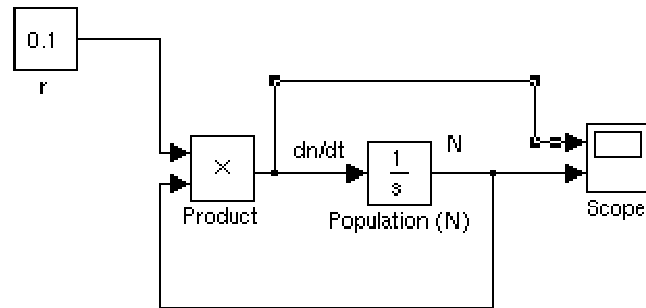 0.1
r
×
Product
dn/dt
1
s
Population (N)
N
Scope